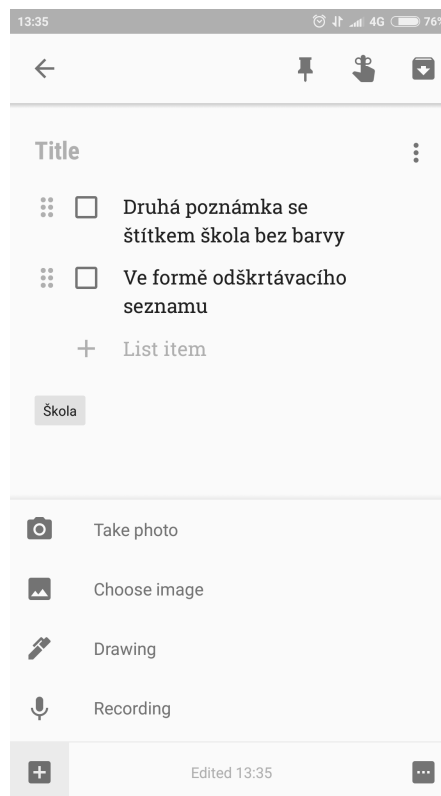 13:35 4G 76%
Title
Druhá poznámka se
štítkem škola bez barvy
Ve formě odškrtávacího
seznamu
List item
Škola
Take photo
Choose image
Drawing
Recording
Edited 13:35